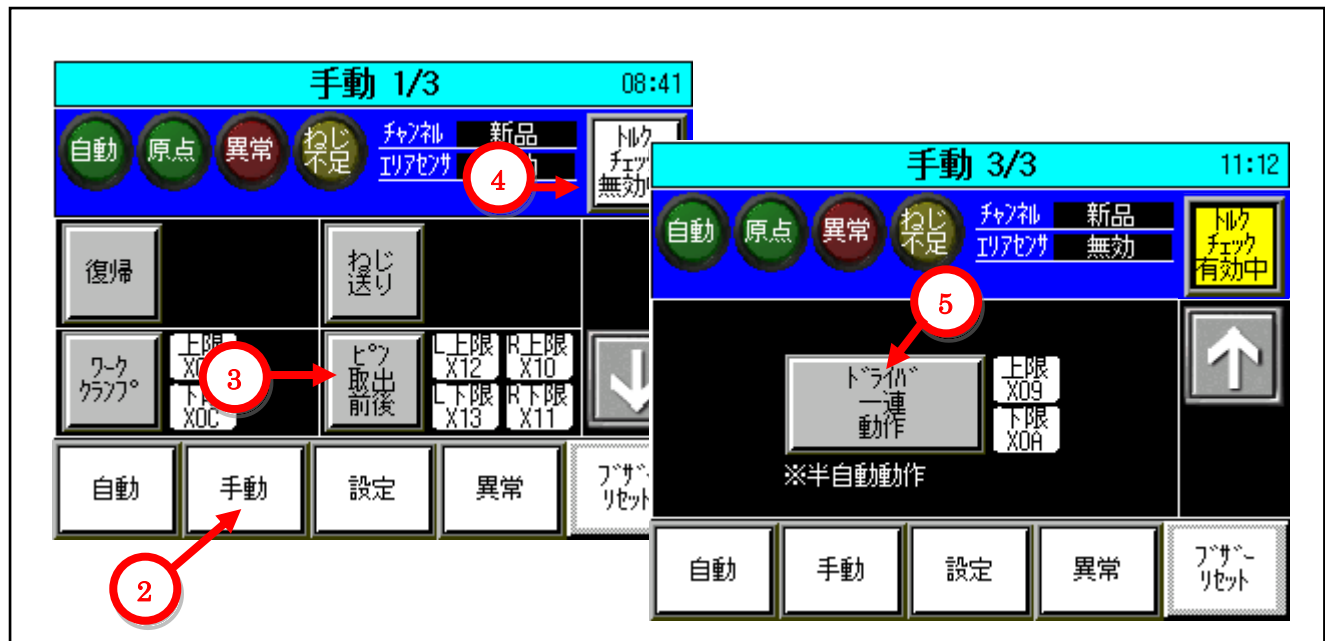 手動 1/3
08:41
自動
原点
異常
ねじ
不足
ﾁｬﾝﾈﾙ 新品
ｴﾘｱｾﾝｻ
ﾄﾙｸ
無効
4
復帰
ねじ
送り
ﾜｰｸ
ｸﾗﾝﾌﾟ
上限
下限
X0C
3
ﾋﾟﾝ
取出
前後
L上限
X12
R上限
X10
L下限
X13
R下限
X11
自動
手動
設定
異常
ﾌﾞｻﾞｰ
ﾘｾｯﾄ
2
手動 3/3
11:12
自動
原点
異常
ねじ
不足
ﾁｬﾝﾈﾙ 新品
ｴﾘｱｾﾝｻ 無効
ﾄﾙｸ
ﾁｪｯｸ
有効中
5
ﾄﾞﾗｲﾊﾞ
一連
動作
上限
X09
下限
X0A
※半自動動作
自動
手動
設定
異常
ﾌﾞｻﾞｰ
ﾘｾｯﾄ